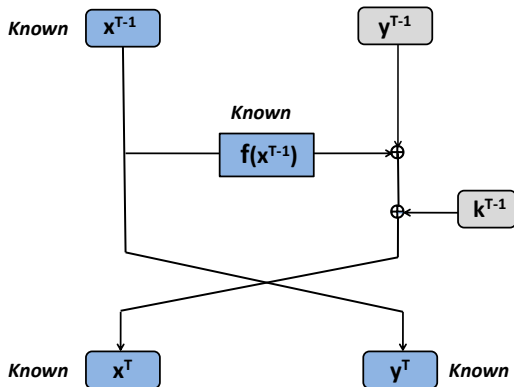 Known x^T-1 y^T-1
Known
f(x^T-1)
⊕
⊕ k^T-1
Known x^T y^T Known